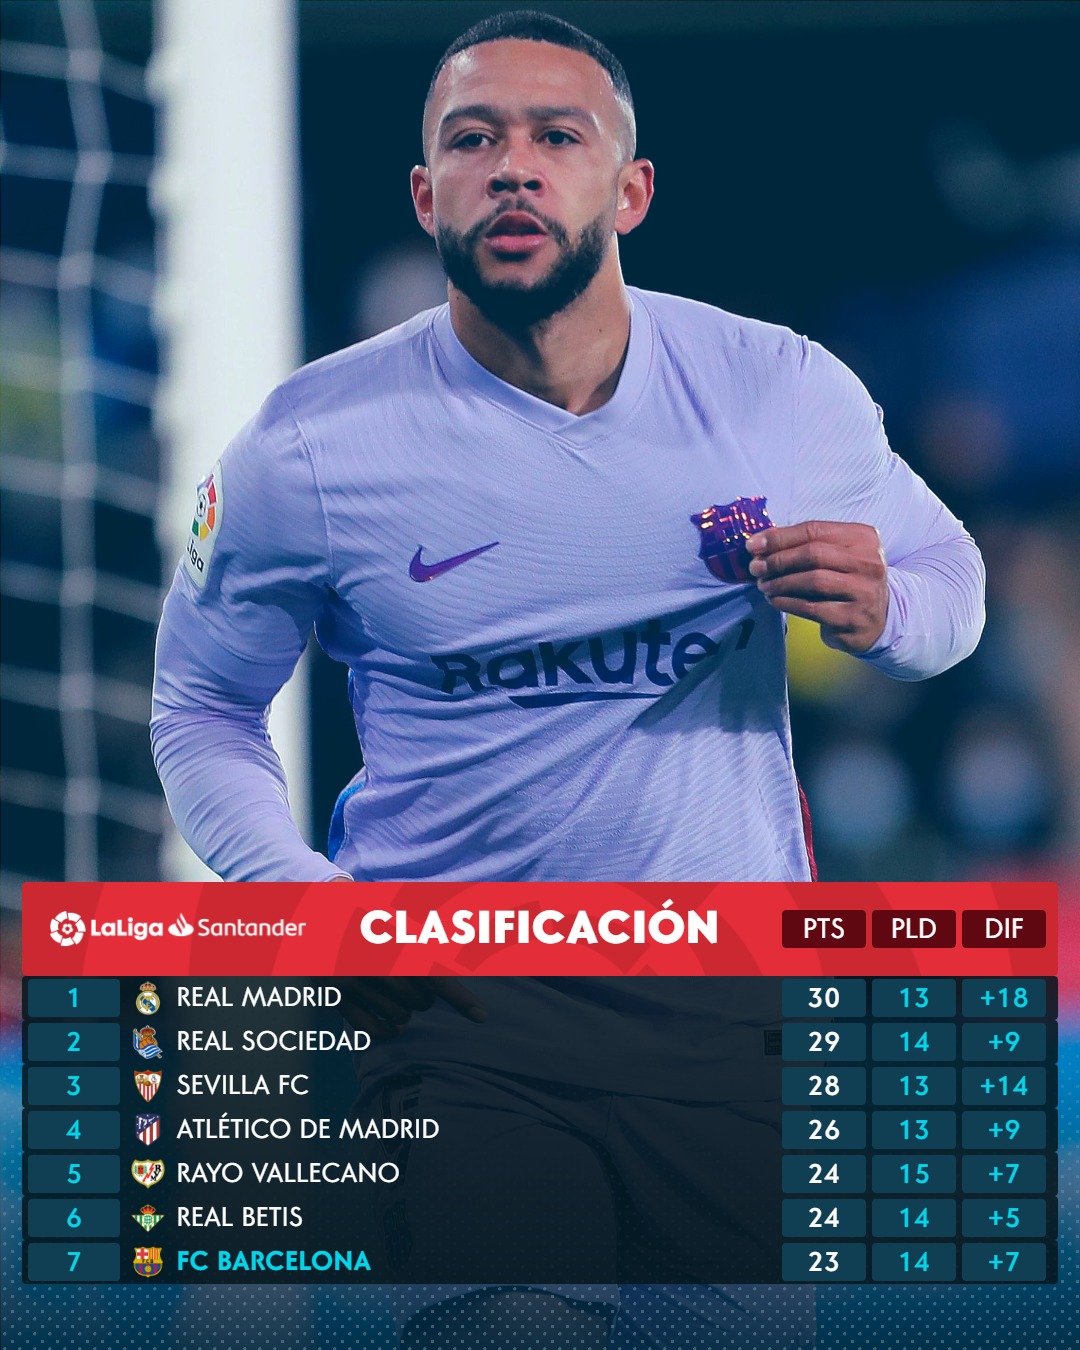 Liga
Rakuten
LaLiga Santander CLASIFICACIÓN PTS PLD DIF
1 REAL MADRID 30 13 +18
2 REAL SOCIEDAD 29 14 +9
3 SEVILLA FC 28 13 +14
4 ATLÉTICO DE MADRID 26 13 +9
5 RAYO VALLECANO 24 15 +7
6 REAL BETIS 24 14 +5
7 FC BARCELONA 23 14 +7